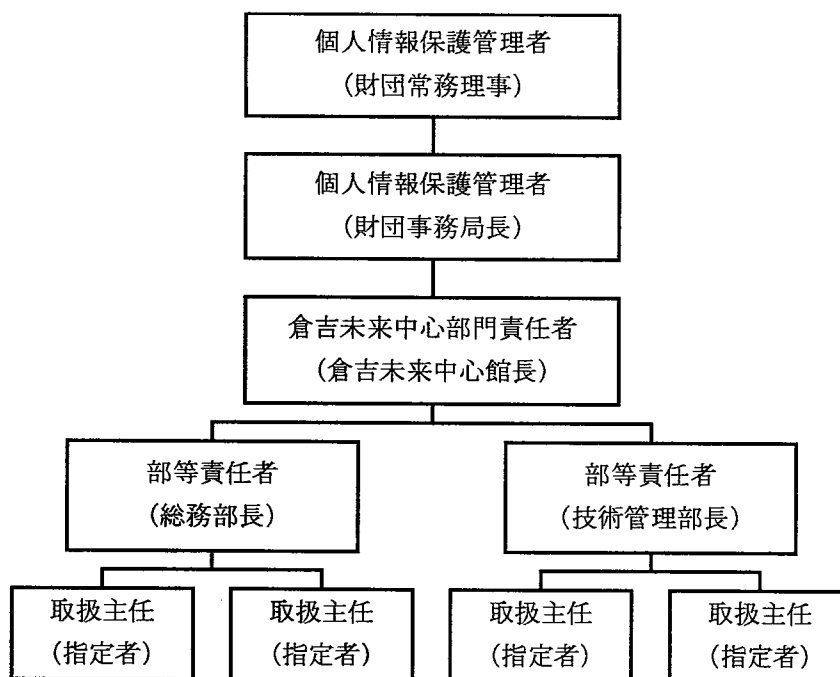 個人情報保護管理者
(財団常務理事)
個人情報保護管理者
(財団事務局長)
倉吉未来中心部門責任者
(倉吉未来中心館長)
部等責任者
(総務部長)
部等責任者
(技術管理部長)
取扱主任
(指定者)
取扱主任
(指定者)
取扱主任
(指定者)
取扱主任
(指定者)